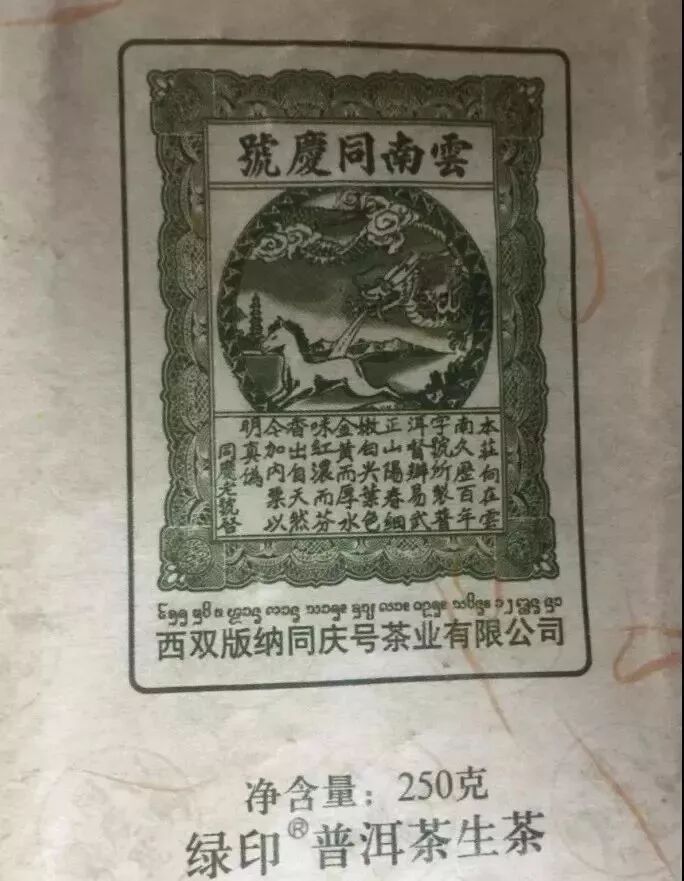 雲南同慶號
本莊向在雲
南久歷百年
字號所製普
洱督辦易武
正山陽春細
嫩白尖葉色
金黃而厚水
味紅濃而芬
香出自天然
今加內票以
明真偽
同慶老號啓
西双版纳同庆号茶业有限公司
净含量：250克
绿印®普洱茶生茶